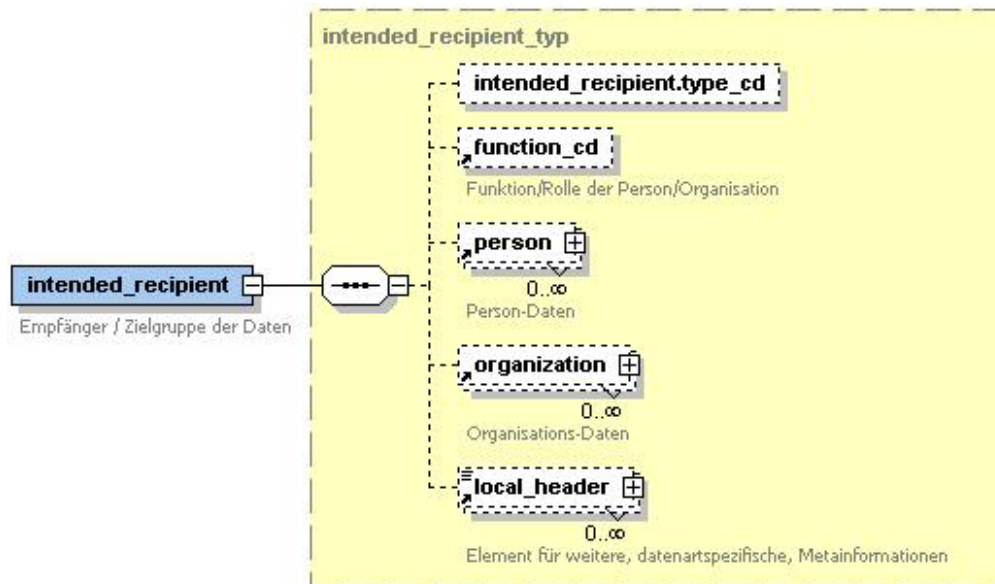 intended_recipient_typ
intended_recipient.type_cd
function_cd
Funktion/Rolle der Person/Organisation
person
0..∞
Person-Daten
intended_recipient
Empfänger / Zielgruppe der Daten
organization
0..∞
Organisations-Daten
local_header
0..∞
Element für weitere, datenartspezifische, Metainformationen